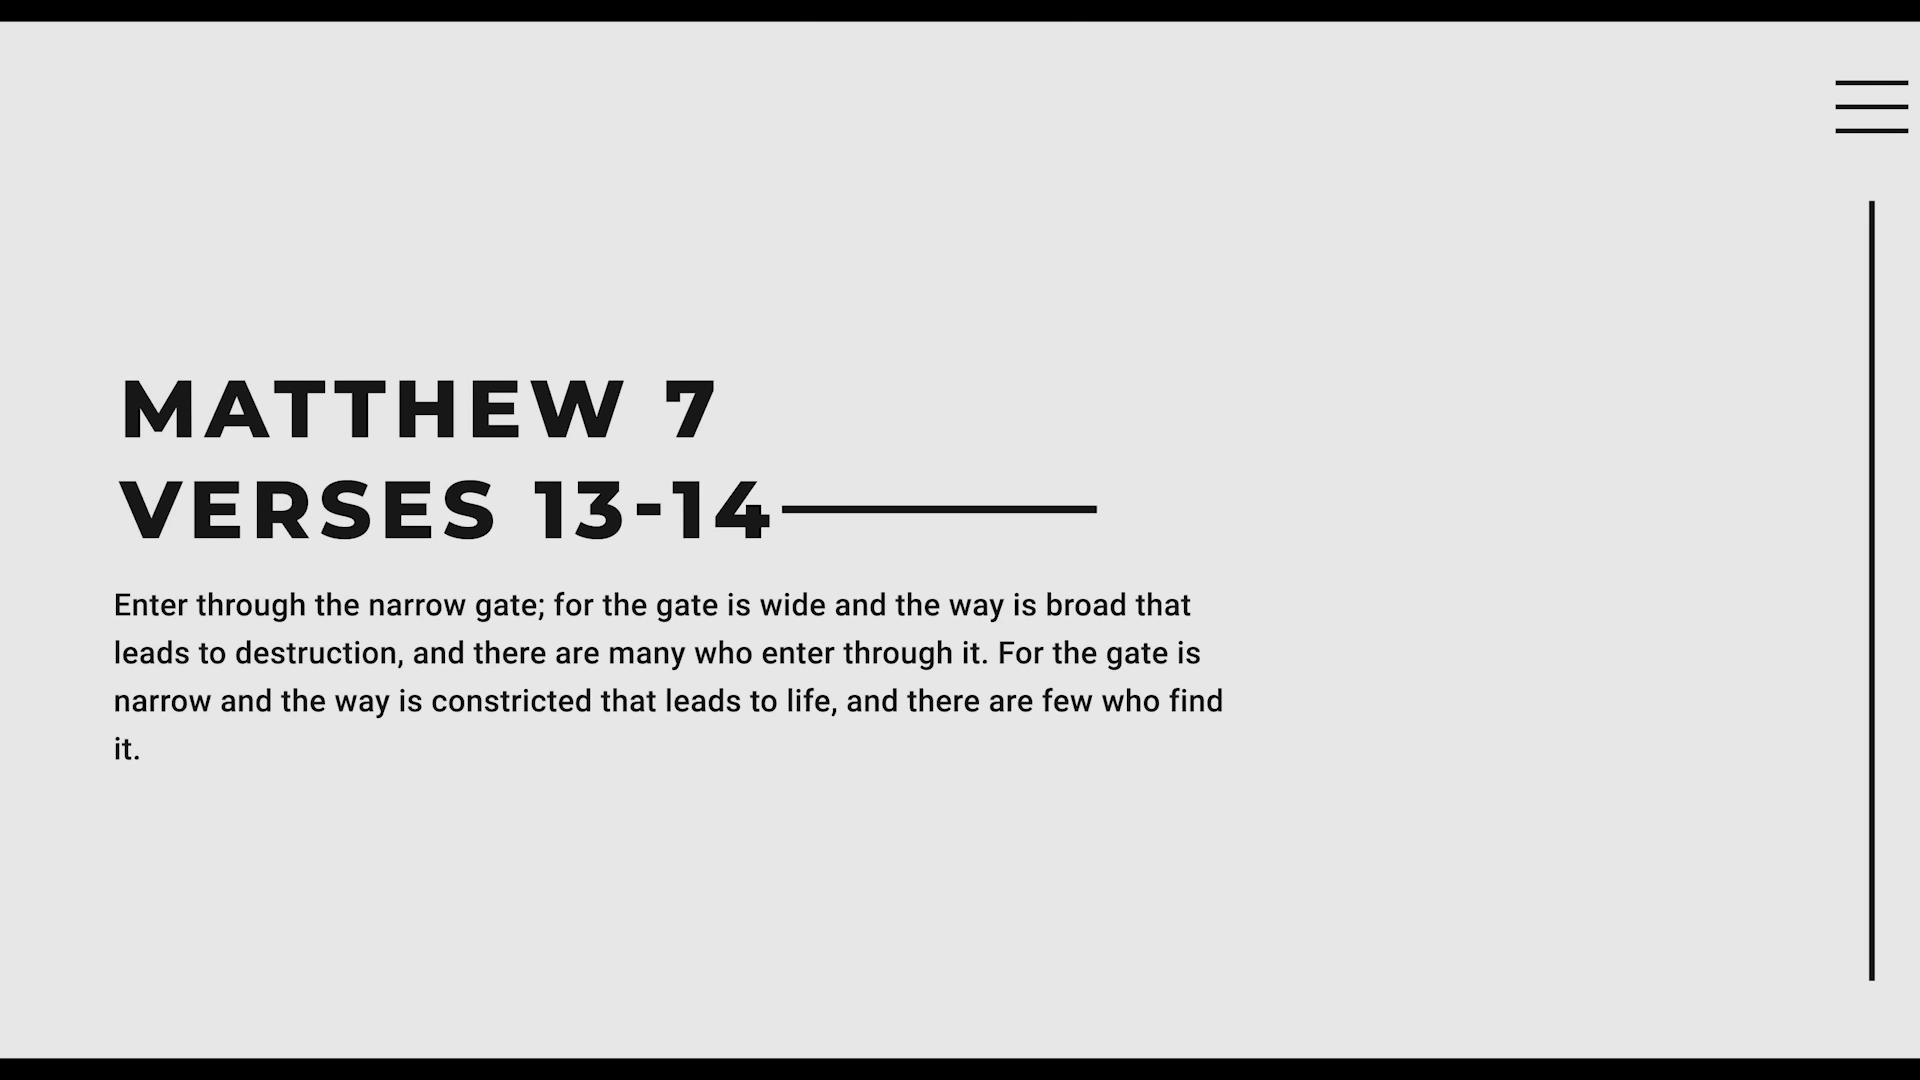 MATTHEW 7
VERSES 13-14
Enter through the narrow gate; for the gate is wide and the way is broad that
leads to destruction, and there are many who enter through it. For the gate is
narrow and the way is constricted that leads to life, and there are few who find
it.